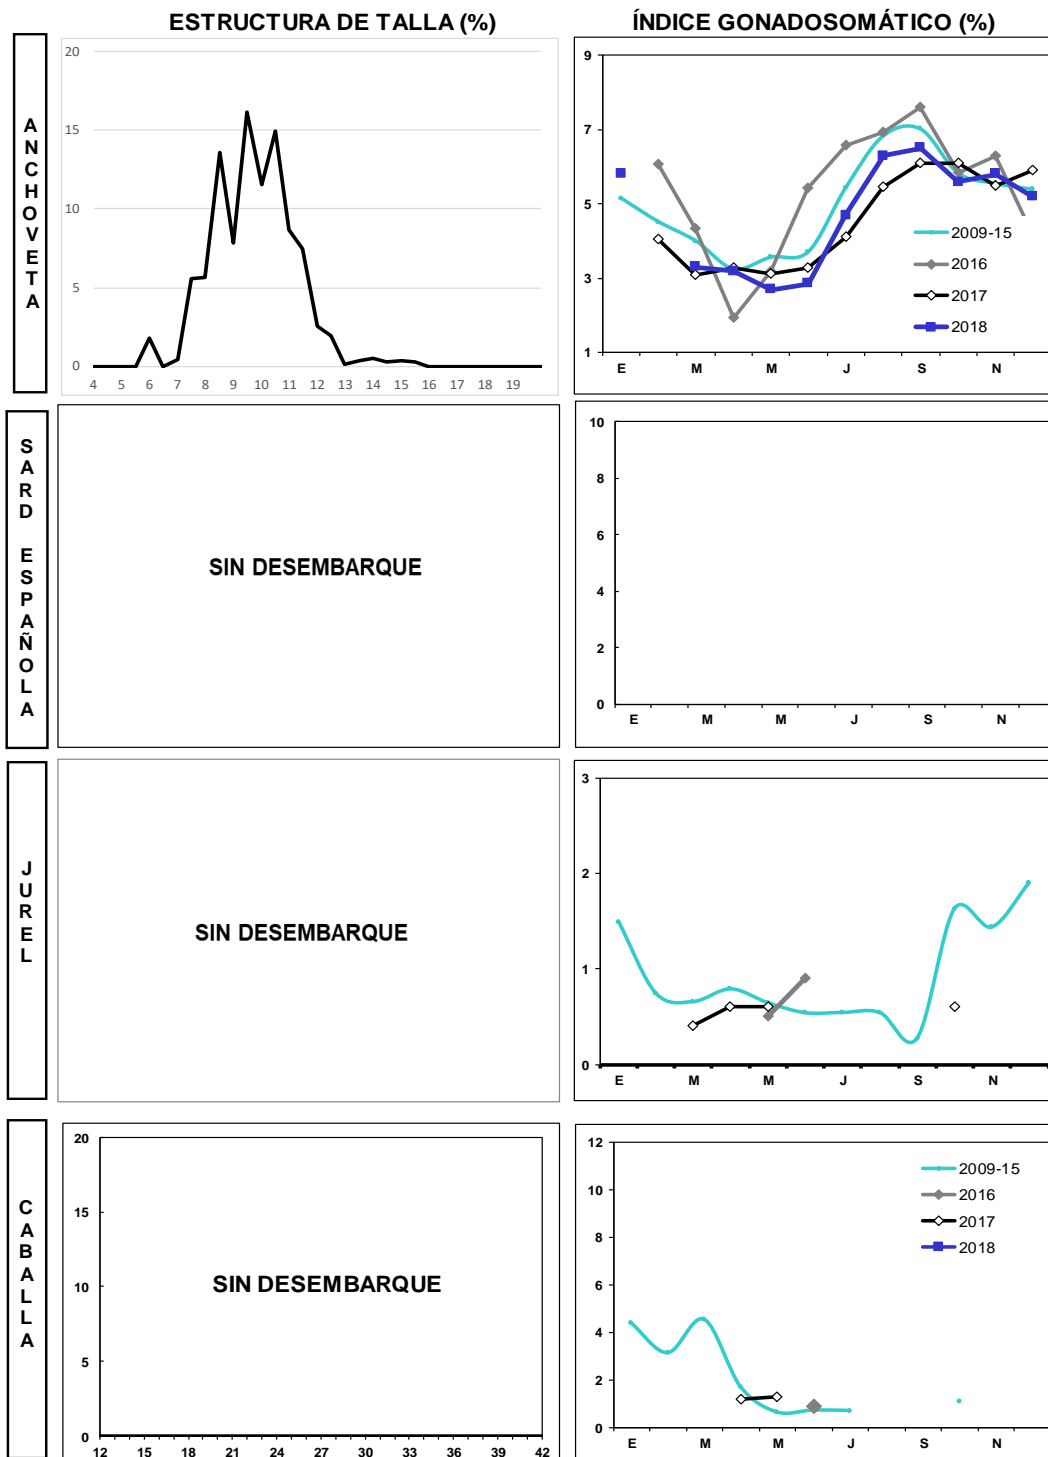 ESTRUCTURA DE TALLA (%)
ÍNDICE GONADOSOMÁTICO (%)
ANCHOVETA
20
15
10
5
0
4 5 6 7 8 9 10 11 12 13 14 15 16 17 18 19
9
7
5
3
1
E M M J S N
2009-15
2016
2017
2018
SARD ESPAÑOLA
SIN DESEMBARQUE
10
8
6
4
2
0
E M M J S N
JUREL
SIN DESEMBARQUE
3
2
1
0
E M M J S N
CABALLA
20
15
10
5
0
SIN DESEMBARQUE
12 15 18 21 24 27 30 33 36 39 42
12
10
8
6
4
2
0
2009-15
2016
2017
2018
E M M J S N